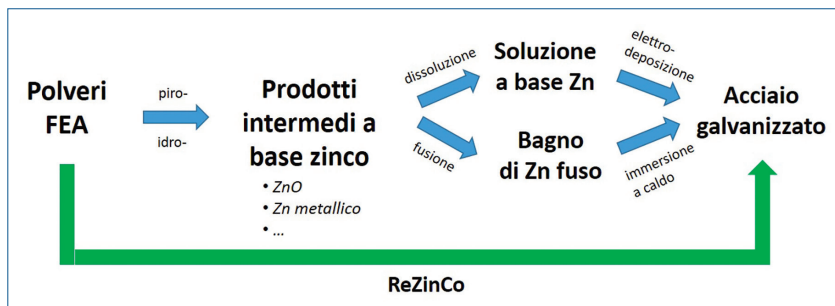 Polveri
FEA
piro-
idro-
Prodotti
intermedi a
base zinco
• ZnO
• Zn metallico
• ...
dissoluzione
fusione
Soluzione
a base Zn
Bagno
di Zn fuso
elettro-
deposizione
immersione
a caldo
Acciaio
galvanizzato
ReZinCo